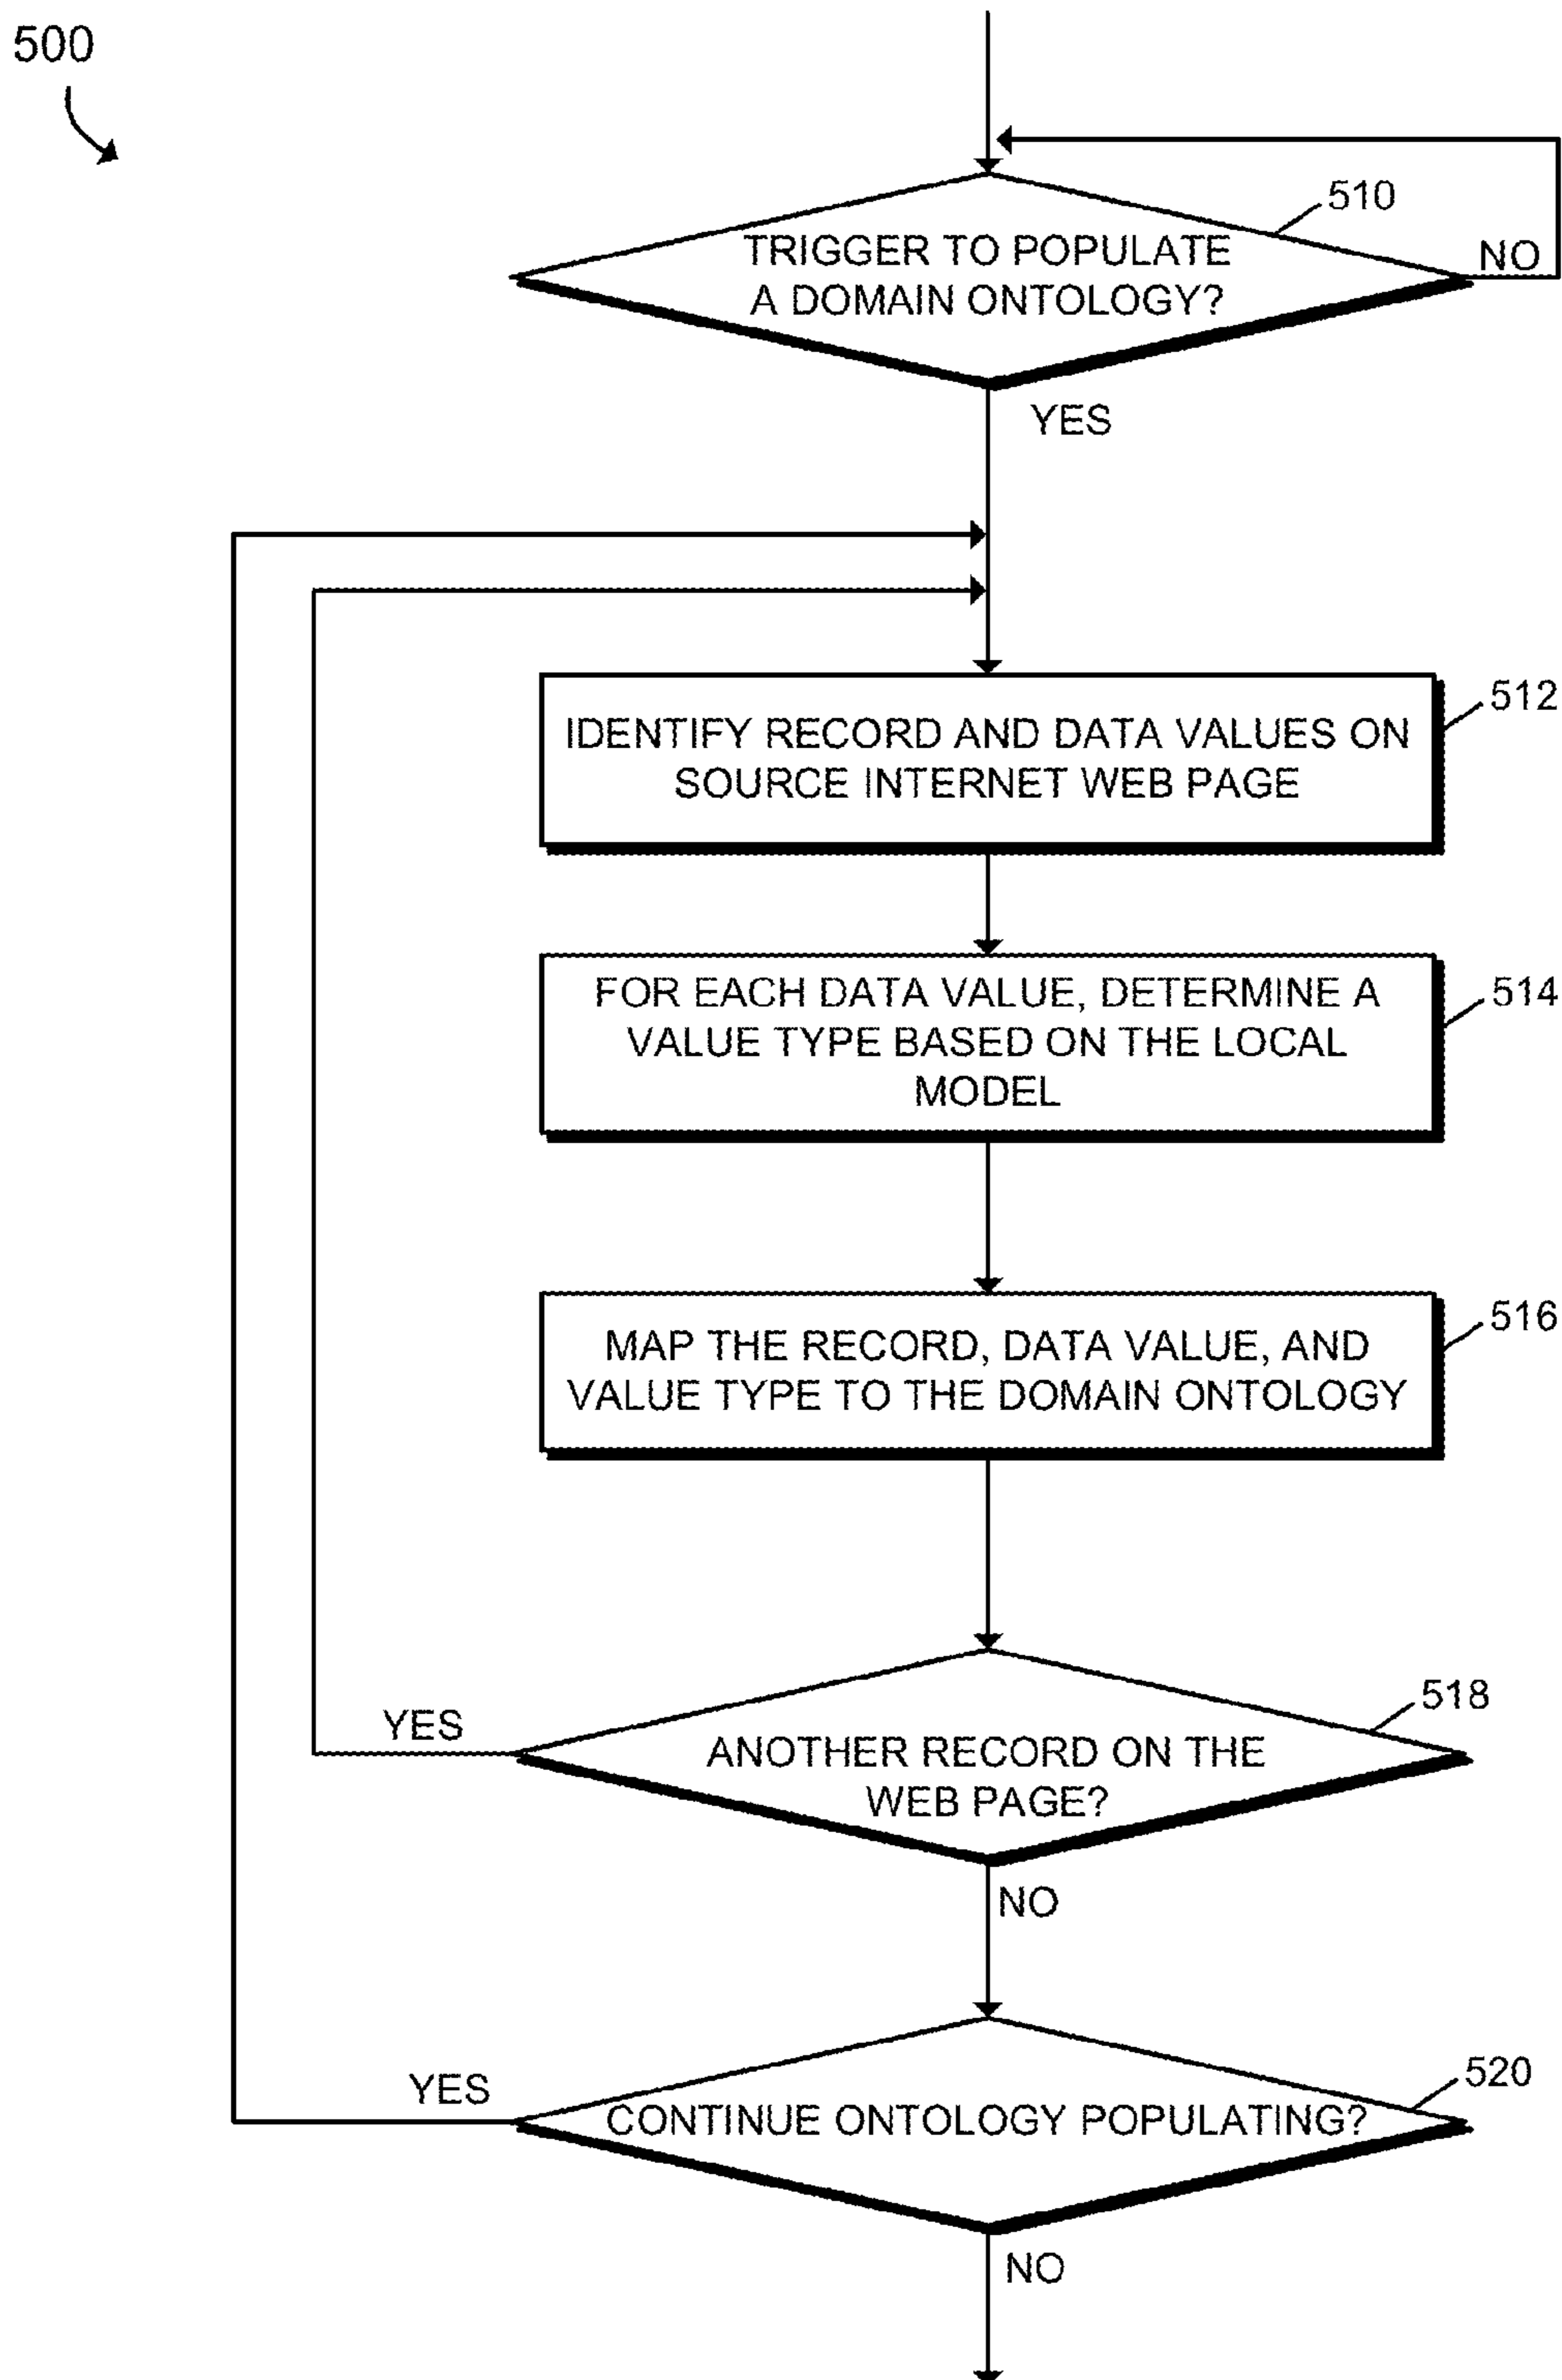 500
510
TRIGGER TO POPULATE
A DOMAIN ONTOLOGY?
NO
YES
512
IDENTIFY RECORD AND DATA VALUES ON
SOURCE INTERNET WEB PAGE
514
FOR EACH DATA VALUE, DETERMINE A
VALUE TYPE BASED ON THE LOCAL
MODEL
516
MAP THE RECORD, DATA VALUE, AND
VALUE TYPE TO THE DOMAIN ONTOLOGY
518
YES
ANOTHER RECORD ON THE
WEB PAGE?
NO
520
YES
CONTINUE ONTOLOGY POPULATING?
NO